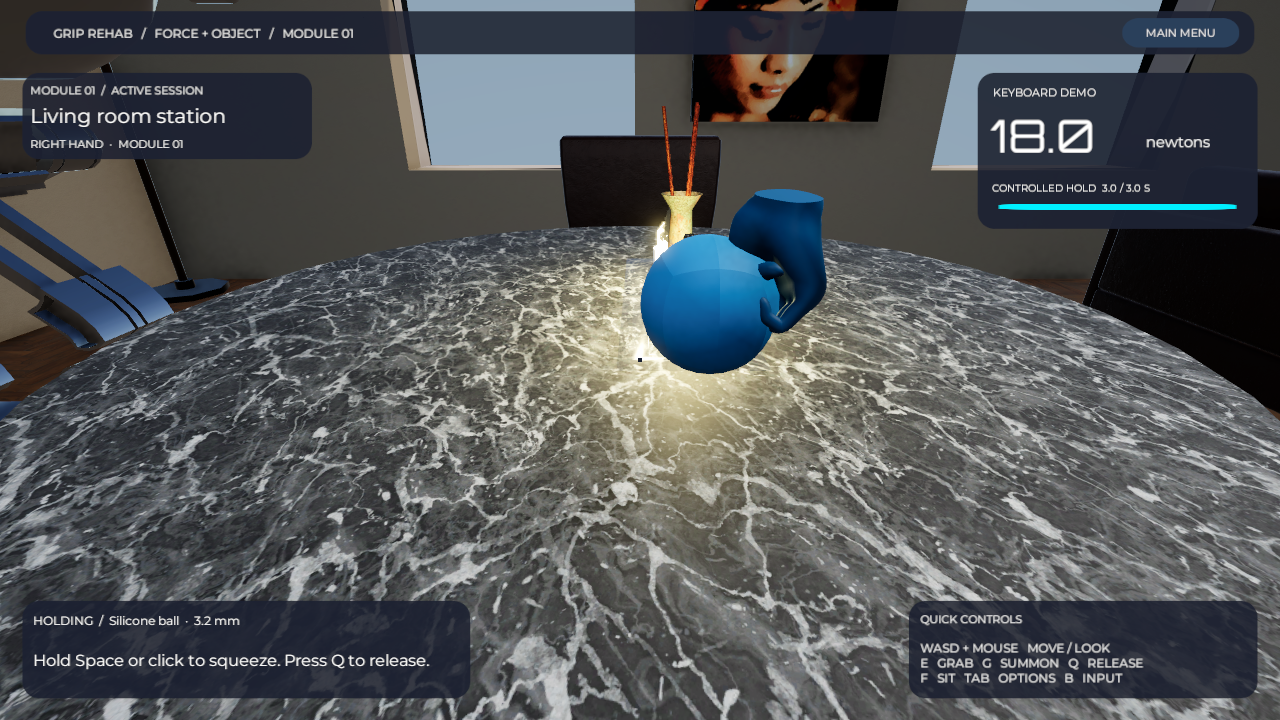 GRIP REHAB / FORCE + OBJECT / MODULE 01
MAIN MENU
MODULE 01 / ACTIVE SESSION
Living room station
RIGHT HAND · MODULE 01
KEYBOARD DEMO
18.0 newtons
CONTROLLED HOLD 3.0 / 3.0 S
HOLDING / Silicone ball · 3.2 mm
Hold Space or click to squeeze. Press Q to release.
QUICK CONTROLS
WASD + MOUSE MOVE / LOOK
E GRAB G SUMMON Q RELEASE
F SIT TAB OPTIONS B INPUT